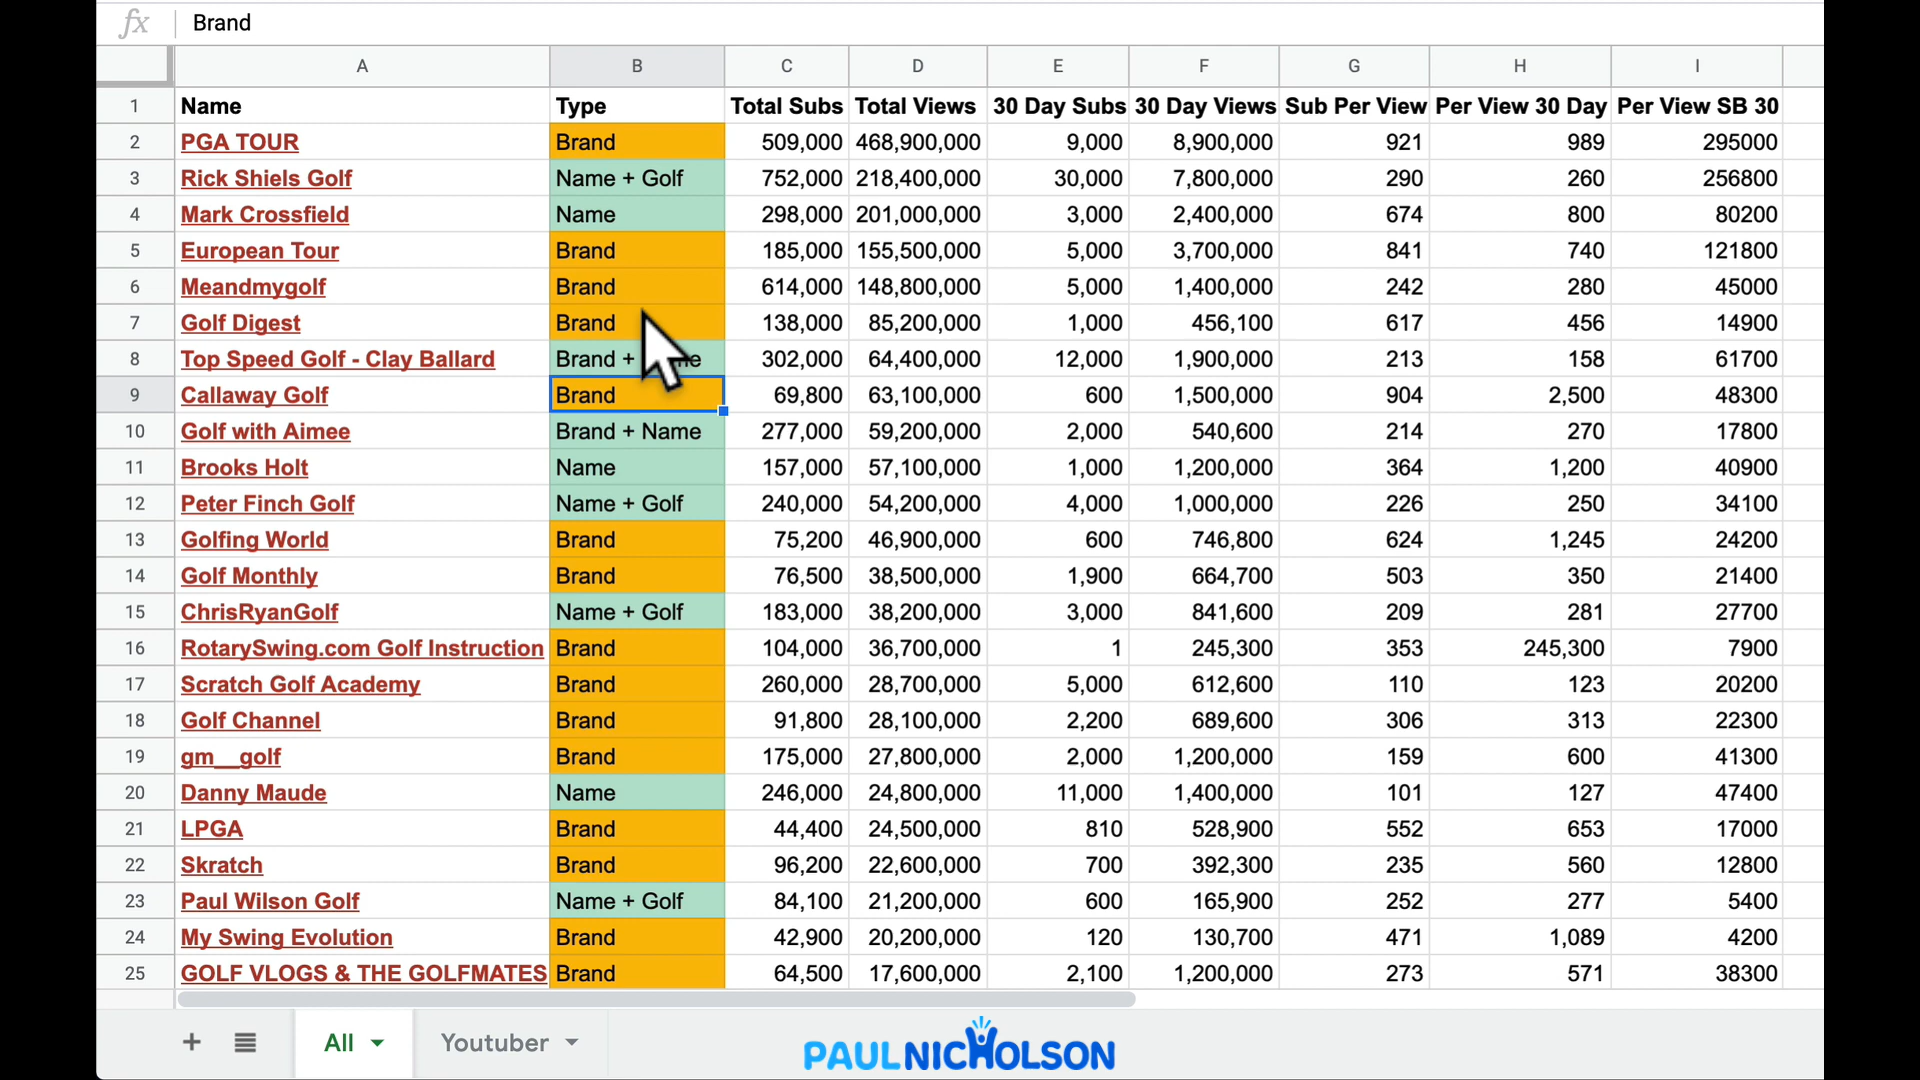 fx Brand
A B C D E F G H I
1 Name Type Total Subs Total Views 30 Day Subs 30 Day Views Sub Per View Per View 30 Day Per View SB 30
2 PGA TOUR Brand 509,000 468,900,000 9,000 8,900,000 921 989 295000
3 Rick Shiels Golf Name + Golf 752,000 218,400,000 30,000 7,800,000 290 260 256800
4 Mark Crossfield Name 298,000 201,000,000 3,000 2,400,000 674 800 80200
5 European Tour Brand 185,000 155,500,000 5,000 3,700,000 841 740 121800
6 Meandmygolf Brand 614,000 148,800,000 5,000 1,400,000 242 280 45000
7 Golf Digest Brand 138,000 85,200,000 1,000 456,100 617 456 14900
8 Top Speed Golf - Clay Ballard Brand + 302,000 64,400,000 12,000 1,900,000 213 158 61700
9 Callaway Golf Brand 69,800 63,100,000 600 1,500,000 904 2,500 48300
10 Golf with Aimee Brand + Name 277,000 59,200,000 2,000 540,600 214 270 17800
11 Brooks Holt Name 157,000 57,100,000 1,000 1,200,000 364 1,200 40900
12 Peter Finch Golf Name + Golf 240,000 54,200,000 4,000 1,000,000 226 250 34100
13 Golfing World Brand 75,200 46,900,000 600 746,800 624 1,245 24200
14 Golf Monthly Brand 76,500 38,500,000 1,900 664,700 503 350 21400
15 ChrisRyanGolf Name + Golf 183,000 38,200,000 3,000 841,600 209 281 27700
16 RotarySwing.com Golf Instruction Brand 104,000 36,700,000 1 245,300 353 245,300 7900
17 Scratch Golf Academy Brand 260,000 28,700,000 5,000 612,600 110 123 20200
18 Golf Channel Brand 91,800 28,100,000 2,200 689,600 306 313 22300
19 gm__golf Brand 175,000 27,800,000 2,000 1,200,000 159 600 41300
20 Danny Maude Name 246,000 24,800,000 11,000 1,400,000 101 127 47400
21 LPGA Brand 44,400 24,500,000 810 528,900 552 653 17000
22 Skratch Brand 96,200 22,600,000 700 392,300 235 560 12800
23 Paul Wilson Golf Name + Golf 84,100 21,200,000 600 165,900 252 277 5400
24 My Swing Evolution Brand 42,900 20,200,000 120 130,700 471 1,089 4200
25 GOLF VLOGS & THE GOLFMATES Brand 64,500 17,600,000 2,100 1,200,000 273 571 38300
All Youtuber PAULNICHOLSON